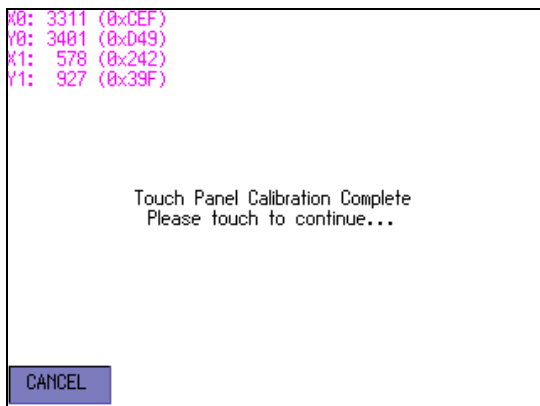 X0: 3311 (0xCEF)
Y0: 3401 (0xD49)
X1: 578 (0x242)
Y1: 927 (0x39F)
Touch Panel Calibration Complete
Please touch to continue...
CANCEL